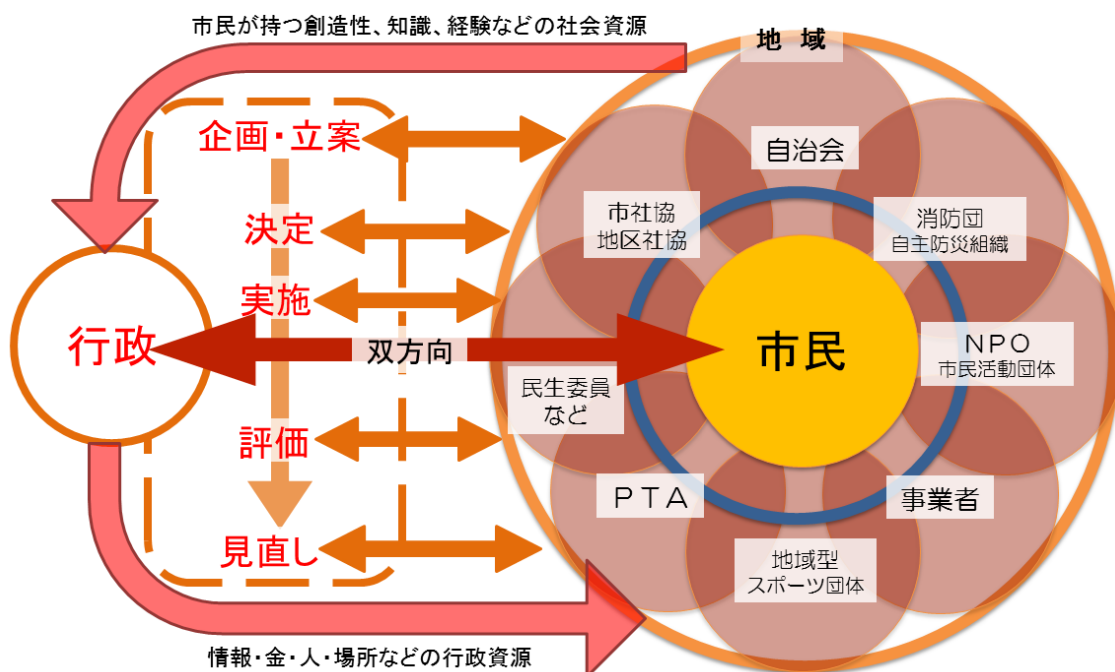 市民が持つ創造性、知識、経験などの社会資源
地 域
企画・立案
自治会
市社協
地区社協
消防団
自主防災組織
決定
実施
行政
双方向
市民
NPO
市民活動団体
民生委員
など
評価
PTA
事業者
見直し
地域型
スポーツ団体
情報・金・人・場所などの行政資源